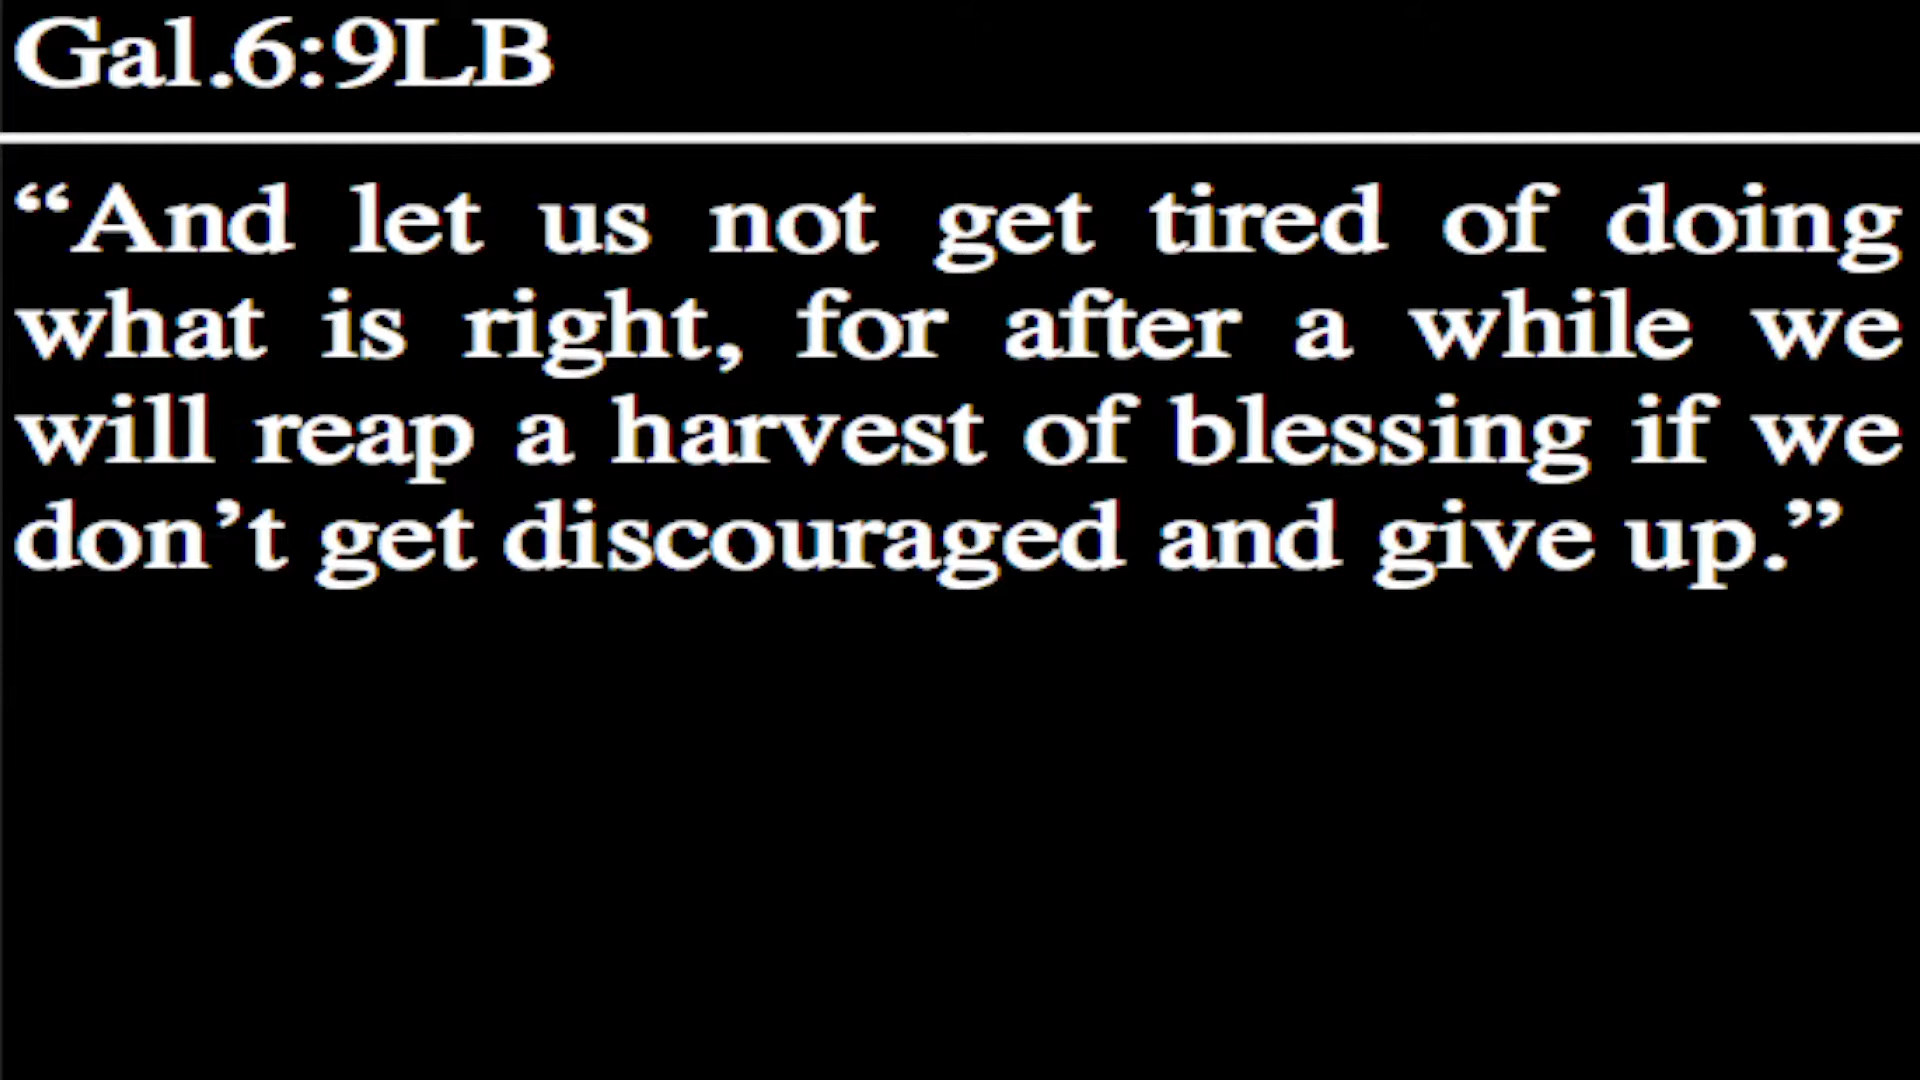 Gal.6:9LB
“And let us not get tired of doing
what is right, for after a while we
will reap a harvest of blessing if we
don’t get discouraged and give up.”